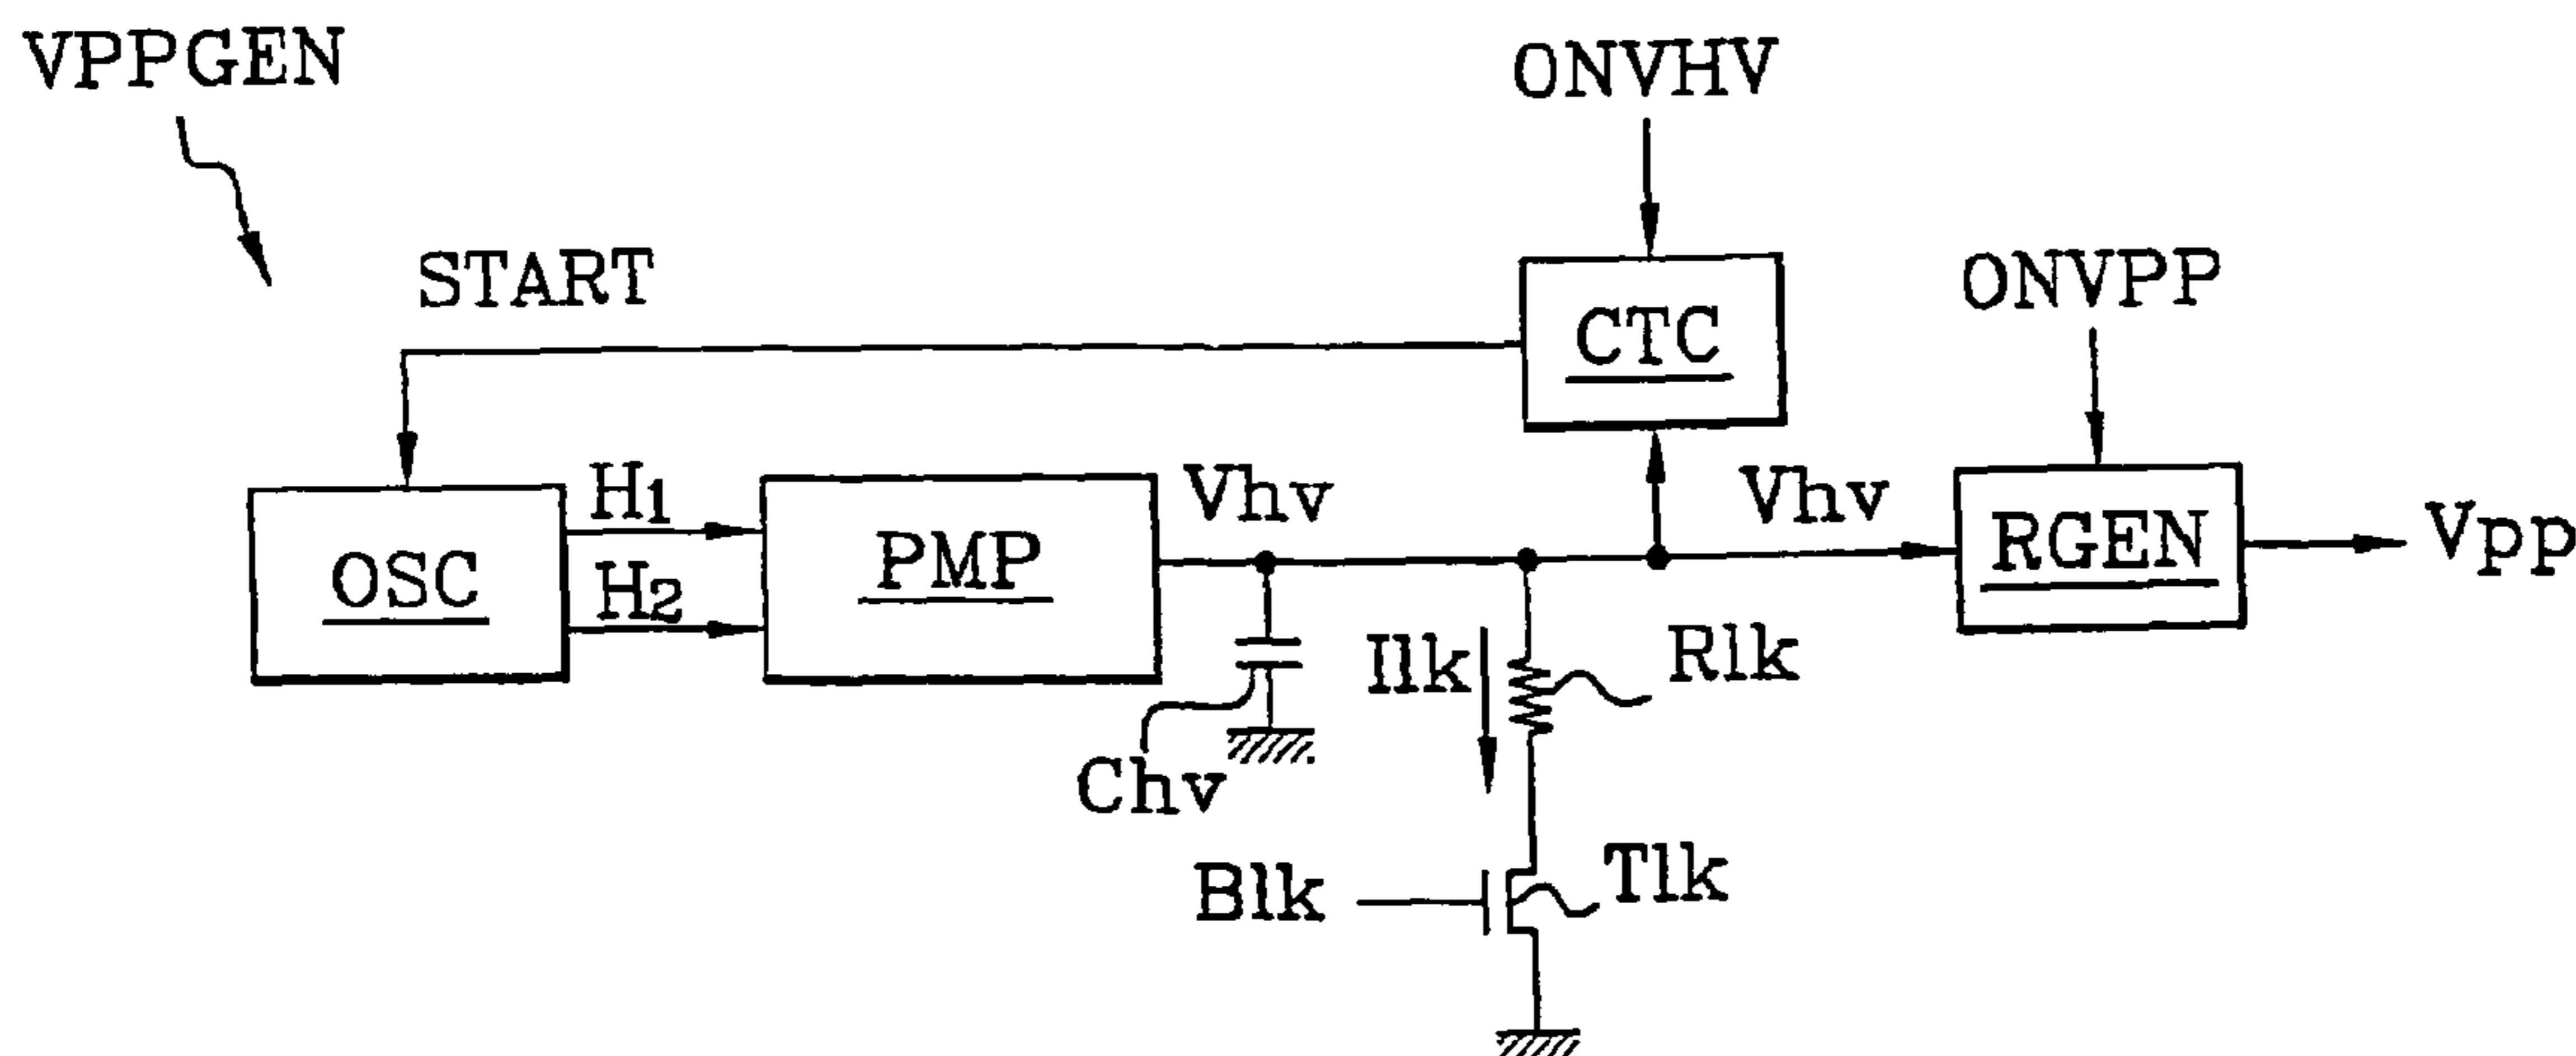 VPPGEN
ONVHV
START
ONVPP
CTC
H1
H2
OSC
PMP
Vhv
Vhv
RGEN
Vpp
Ilk
Rlk
Chv
Blk
Tlk